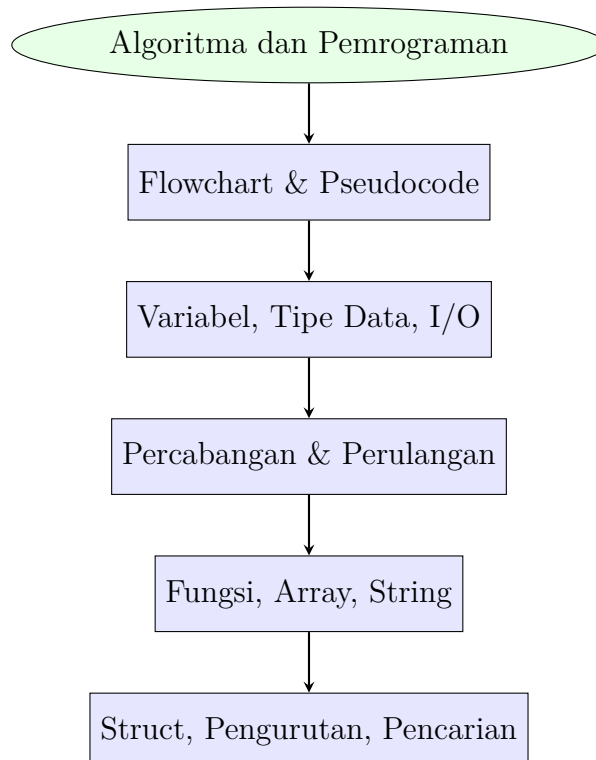 Algoritma dan Pemrograman
Flowchart & Pseudocode
Variabel, Tipe Data, I/O
Percabangan & Perulangan
Fungsi, Array, String
Struct, Pengurutan, Pencarian